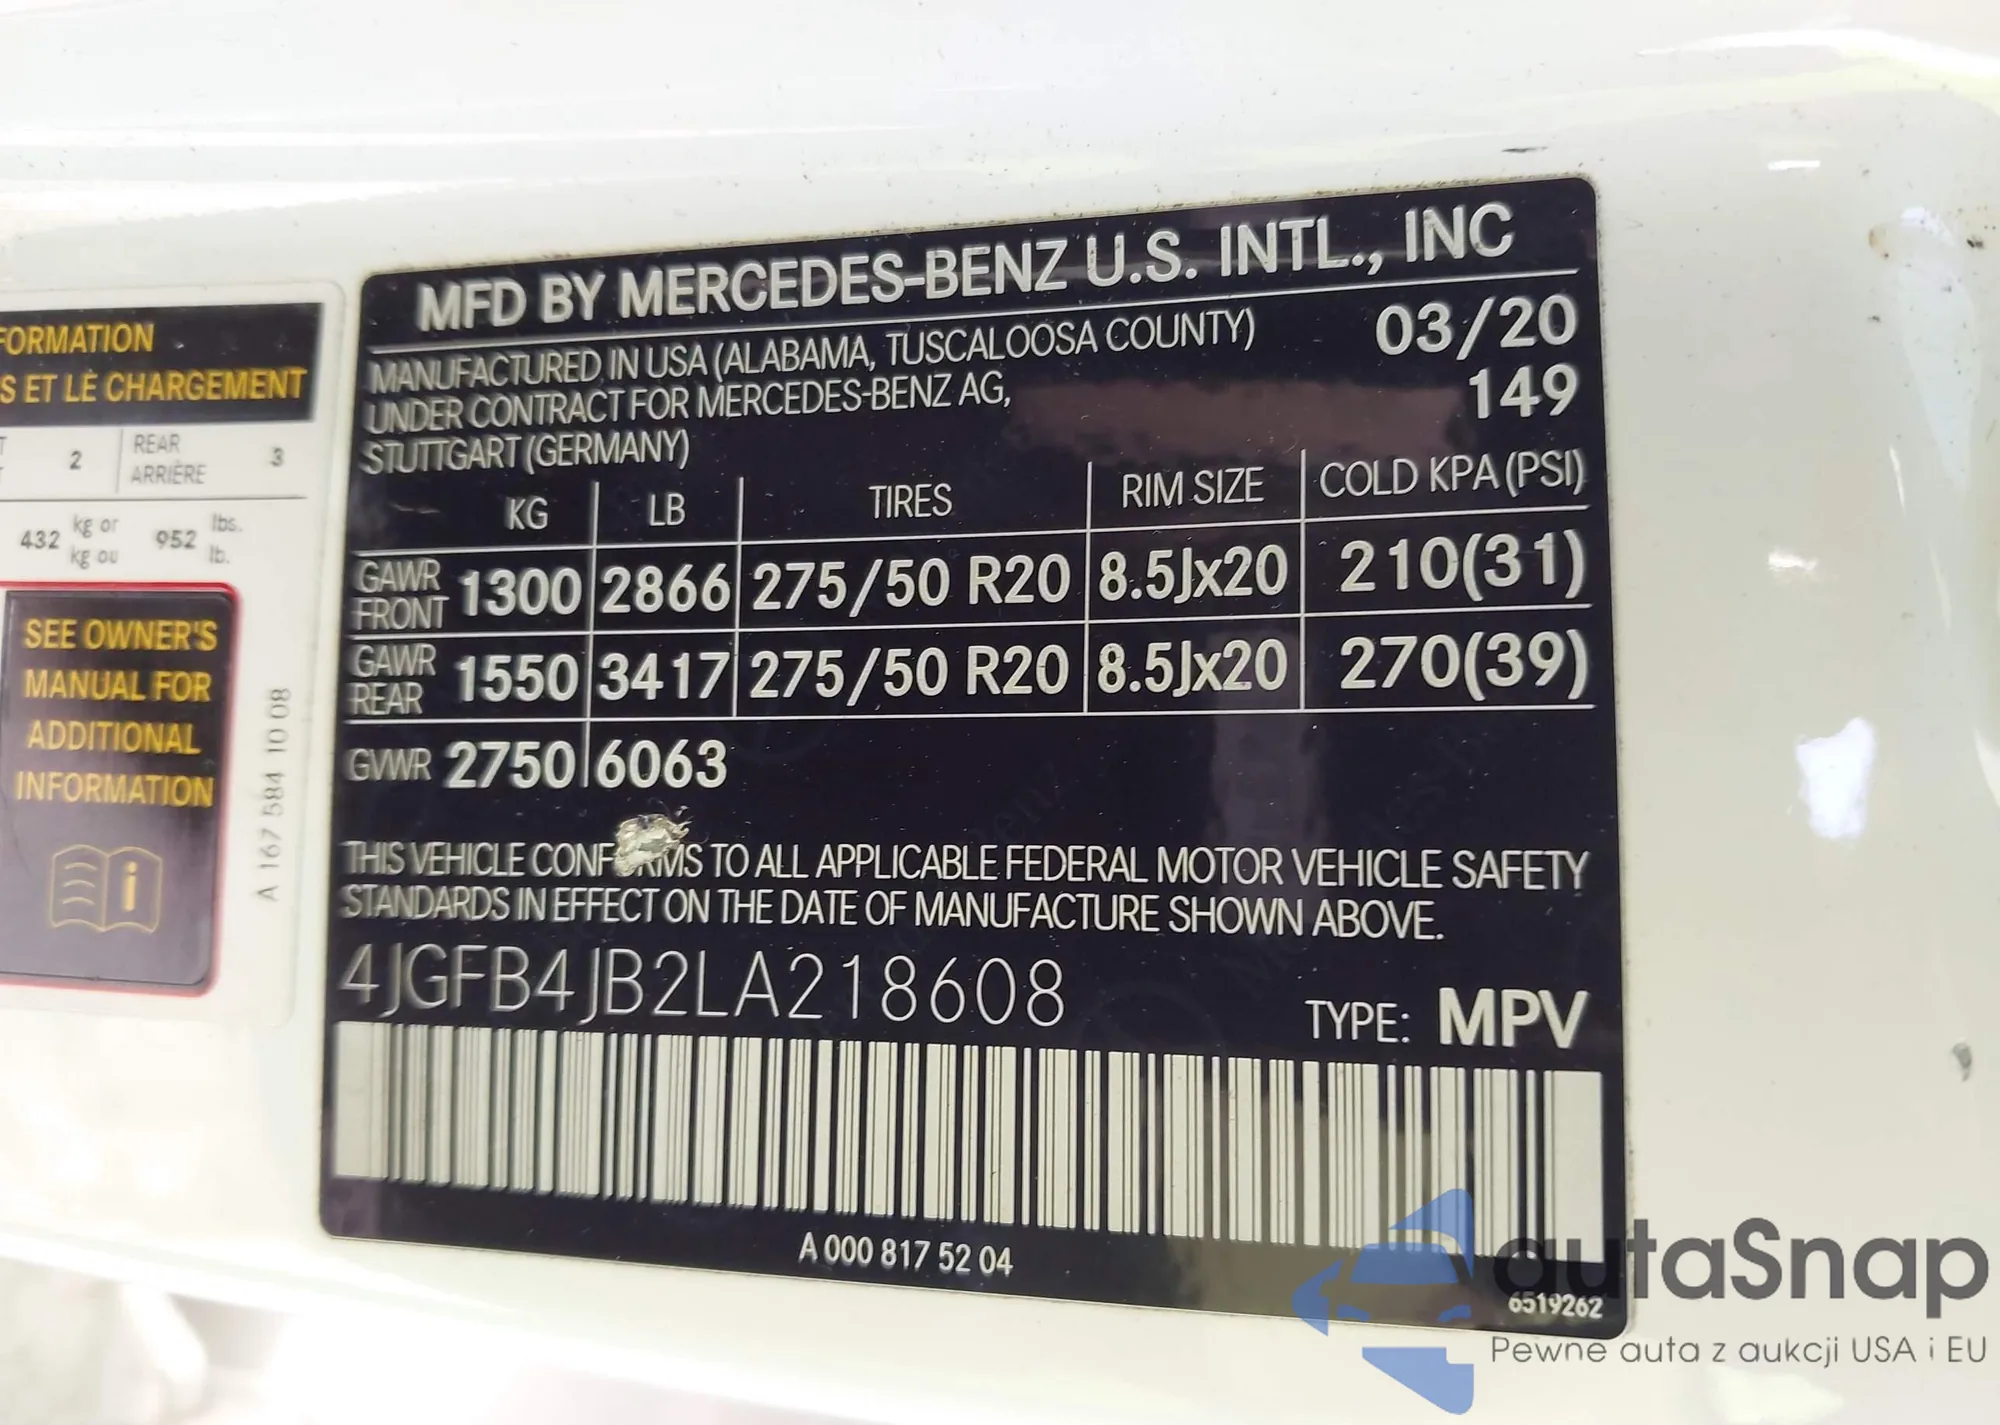 FORMATION
S ET LE CHARGEMENT
2
REAR
ARRIÈRE
3
432
kg or
kg ou
952
lbs.
lb.
SEE OWNER'S
MANUAL FOR
ADDITIONAL
INFORMATION
i
A 167 584 10 08
MFD BY MERCEDES-BENZ U.S. INTL., INC
MANUFACTURED IN USA (ALABAMA, TUSCALOOSA COUNTY) 03/20
UNDER CONTRACT FOR MERCEDES-BENZ AG, 149
STUTTGART (GERMANY)
KG LB TIRES RIM SIZE COLD KPA (PSI)
GAWR FRONT 1300 2866 275/50 R20 8.5Jx20 210(31)
GAWR REAR 1550 3417 275/50 R20 8.5Jx20 270(39)
GVWR 2750 6063
THIS VEHICLE CONFORMS TO ALL APPLICABLE FEDERAL MOTOR VEHICLE SAFETY
STANDARDS IN EFFECT ON THE DATE OF MANUFACTURE SHOWN ABOVE.
4JGFB4JB2LA218608
TYPE: MPV
A 000 817 52 04
6519262
autaSnap
Pewne auta z aukcji USA i EU